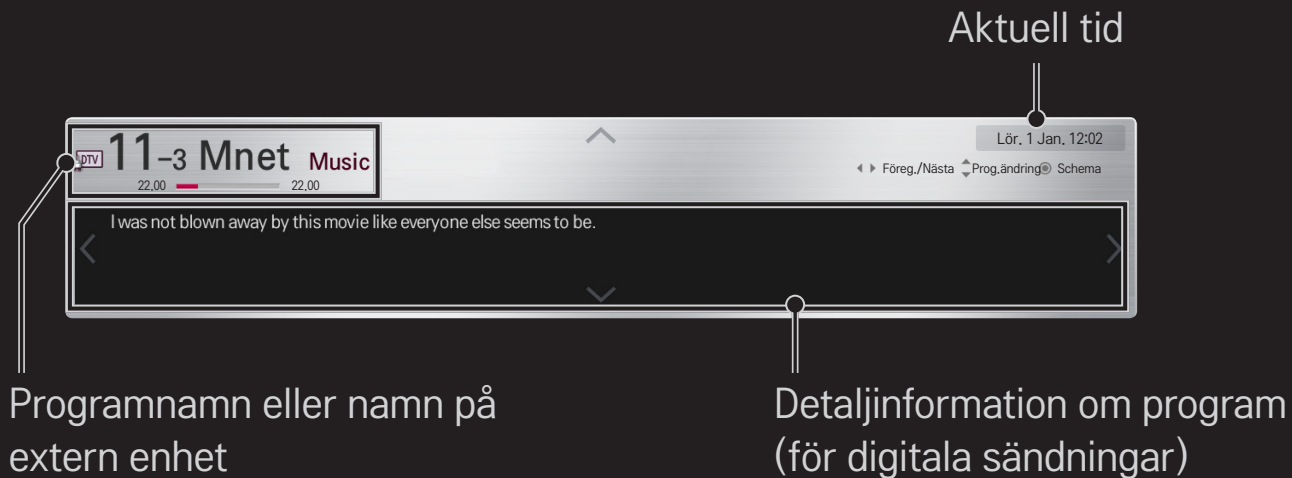 Aktuell tid
Lör. 1 Jan. 12:02
DTV 11-3 Mnet Music
Föreg./Nästa Prog.ändring Schema
22.00 22.00
I was not blown away by this movie like everyone else seems to be.
Programnamn eller namn på
extern enhet
Detaljinformation om program
(för digitala sändningar)